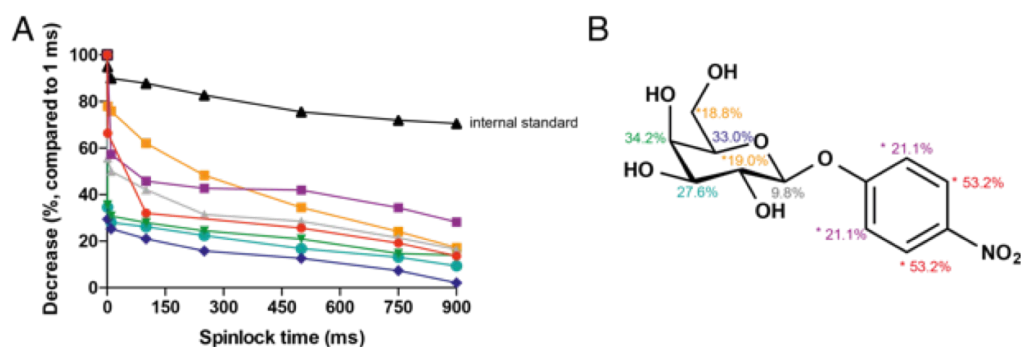 A
Decrease (%, compared to 1 ms)
100
80
60
40
20
0
0
150
300
450
600
750
900
Spinlock time (ms)
internal standard
B
OH
HO
*18.8%
34.2%
33.0%
O
*19.0%
O
HO
27.6%
OH
9.8%
* 21.1%
* 53.2%
* 21.1%
* 53.2%
NO2